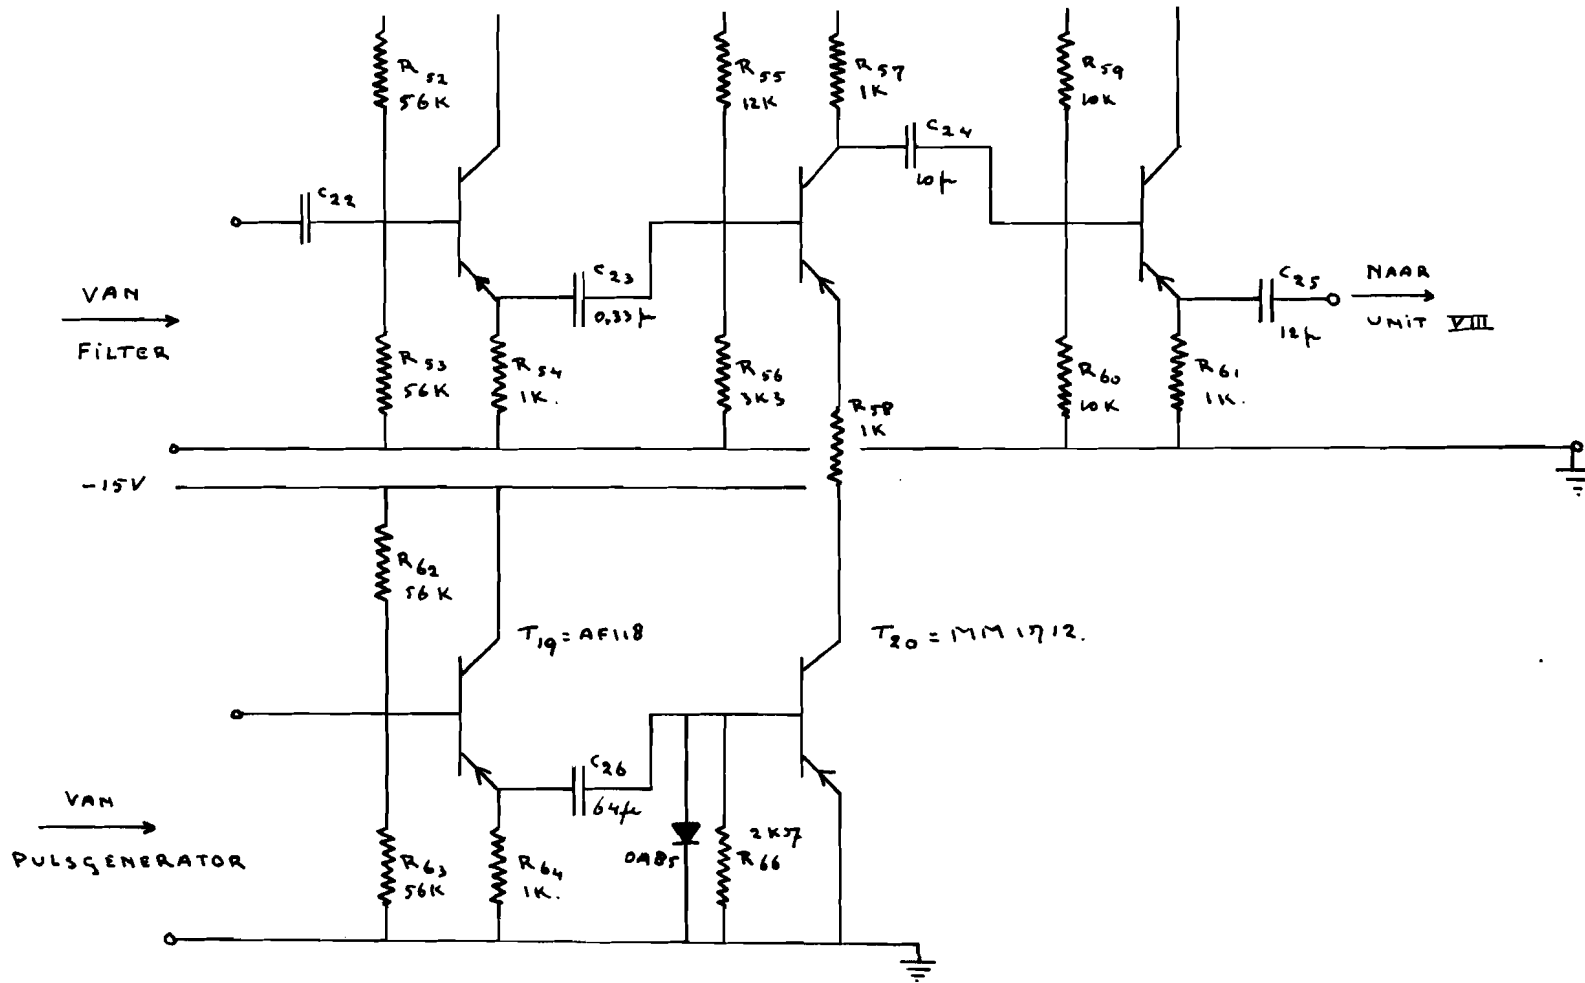 R52
56K
R55
12K
R57
1K
R59
10K
C22
C24
10µ
C23
0,33µ
C25
12µ
VAN
FILTER
NAAR
UNIT VIII
R53
56K
R54
1K.
R56
3K3
R58
1K
R60
10K
R61
1K.
-15V
R62
56K
T19 = AF118
T20 = MM1712.
C26
64µ
VAN
PULSGENERATOR
R63
56K
R64
1K.
OA85
2K7
R66